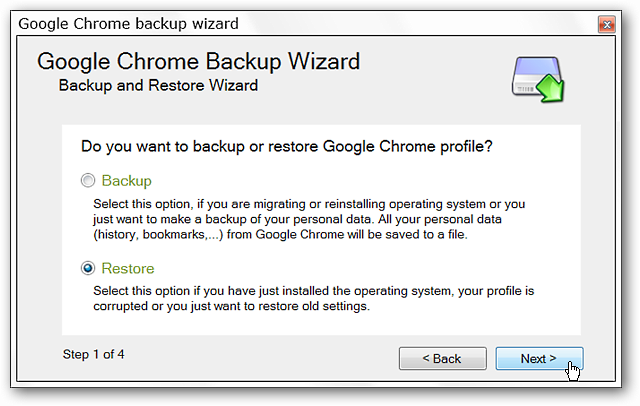 Google Chrome backup wizard
Google Chrome Backup Wizard
Backup and Restore Wizard
Do you want to backup or restore Google Chrome profile?
Backup
Select this option, if you are migrating or reinstalling operating system or you
just want to make a backup of your personal data. All your personal data
(history, bookmarks,...) from Google Chrome will be saved to a file.
Restore
Select this option if you have just installed the operating system, your profile is
corrupted or you just want to restore old settings.
Step 1 of 4
< Back
Next >